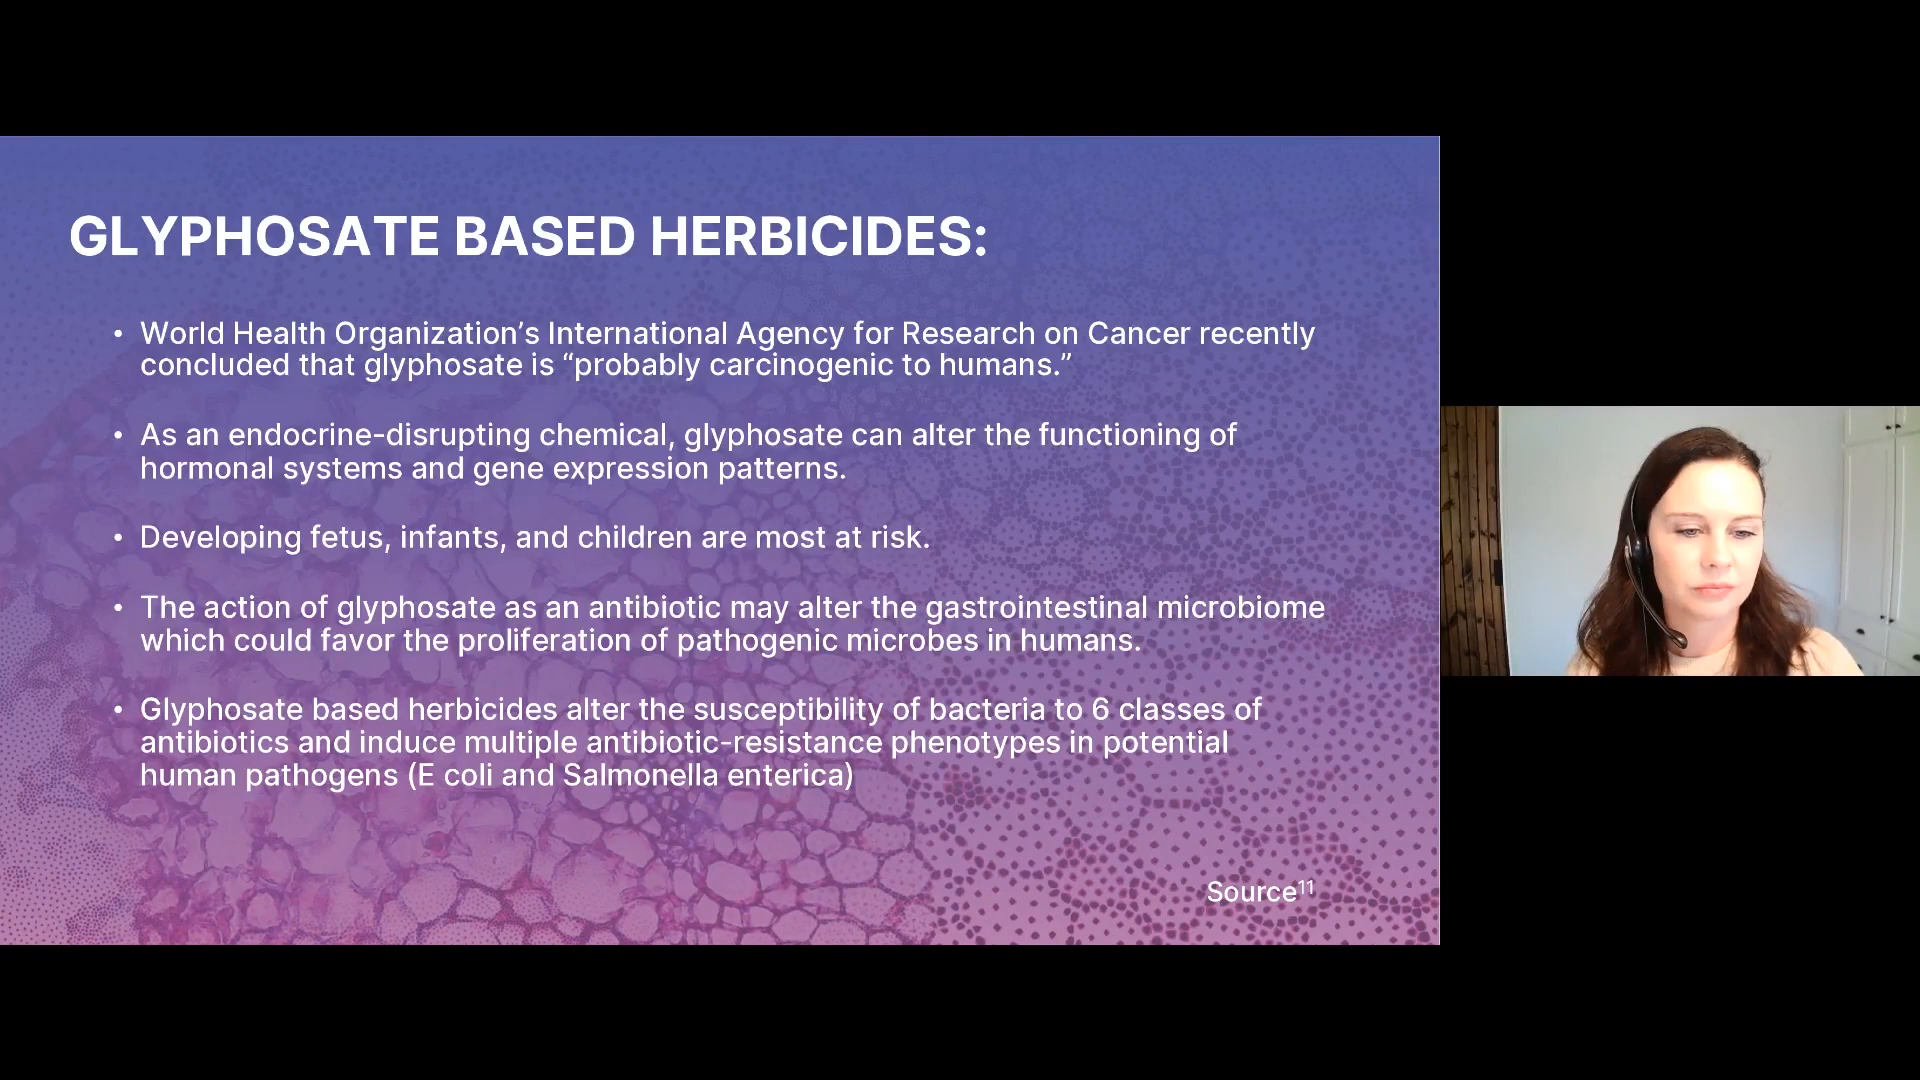 GLYPHOSATE BASED HERBICIDES:
• World Health Organization’s International Agency for Research on Cancer recently
concluded that glyphosate is “probably carcinogenic to humans.”
• As an endocrine-disrupting chemical, glyphosate can alter the functioning of
hormonal systems and gene expression patterns.
• Developing fetus, infants, and children are most at risk.
• The action of glyphosate as an antibiotic may alter the gastrointestinal microbiome
which could favor the proliferation of pathogenic microbes in humans.
• Glyphosate based herbicides alter the susceptibility of bacteria to 6 classes of
antibiotics and induce multiple antibiotic-resistance phenotypes in potential
human pathogens (E coli and Salmonella enterica)
Source¹¹